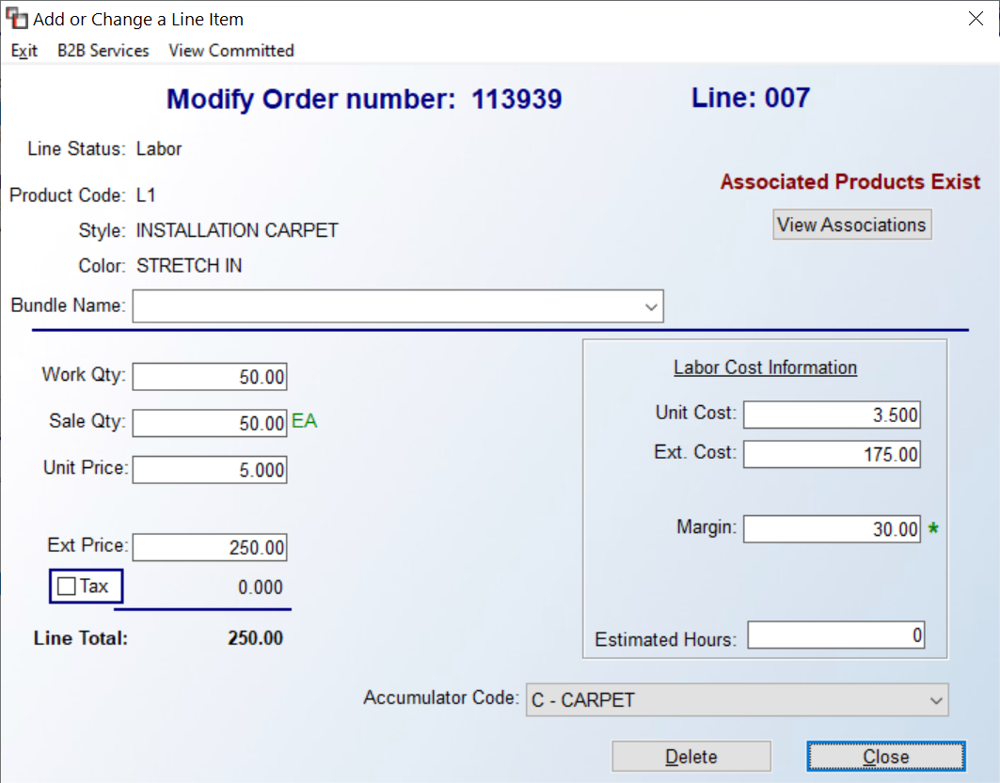 Add or Change a Line Item
Exit B2B Services View Committed
Modify Order number: 113939 Line: 007
Line Status: Labor
Associated Products Exist
Product Code: L1
View Associations
Style: INSTALLATION CARPET
Color: STRETCH IN
Bundle Name:
Labor Cost Information
Work Qty: 50.00
Unit Cost: 3.500
Sale Qty: 50.00 EA
Ext. Cost: 175.00
Unit Price: 5.000
Margin: 30.00 *
Ext Price: 250.00
Tax 0.000
Line Total: 250.00
Estimated Hours: 0
Accumulator Code: C - CARPET
Delete Close